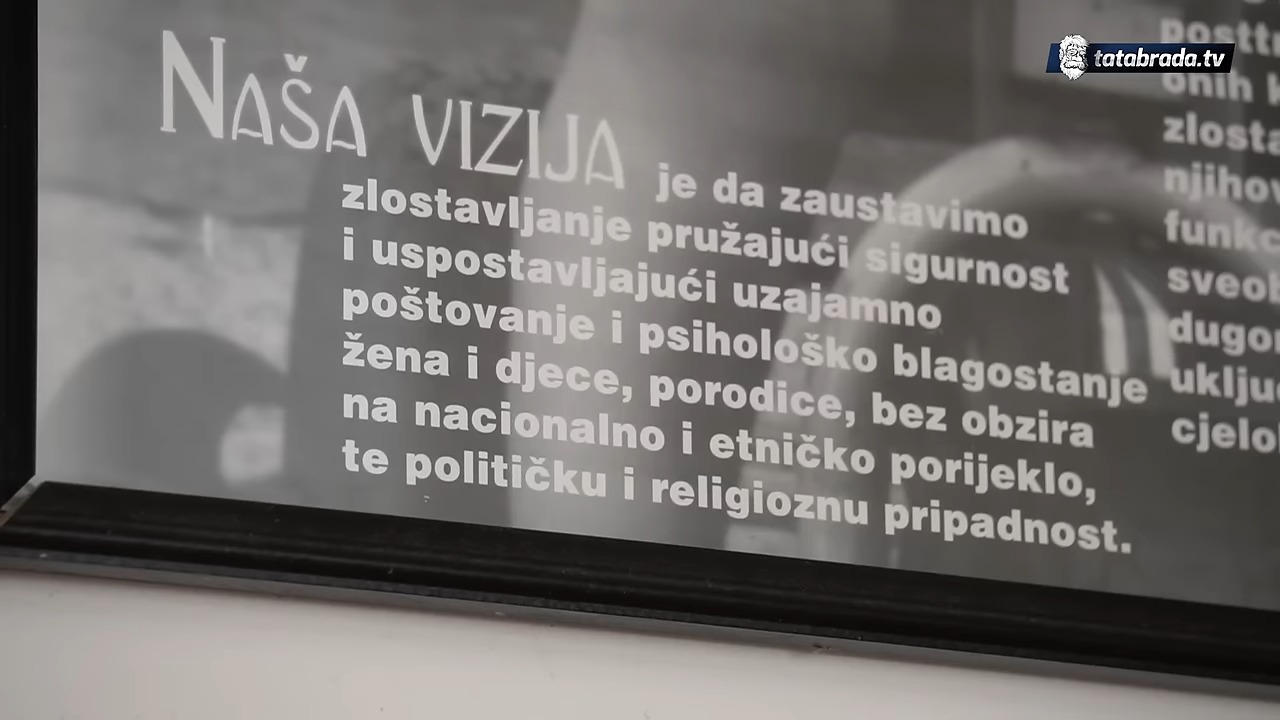 tatabrada.tv
NAŠA VIZIJA je da zaustavimo
zlostavljanje pružajući sigurnost
i uspostavljajući uzajamno
poštovanje i psihološko blagostanje
žena i djece, porodice, bez obzira
na nacionalno i etničko porijeklo,
te političku i religioznu pripadnost.
onih